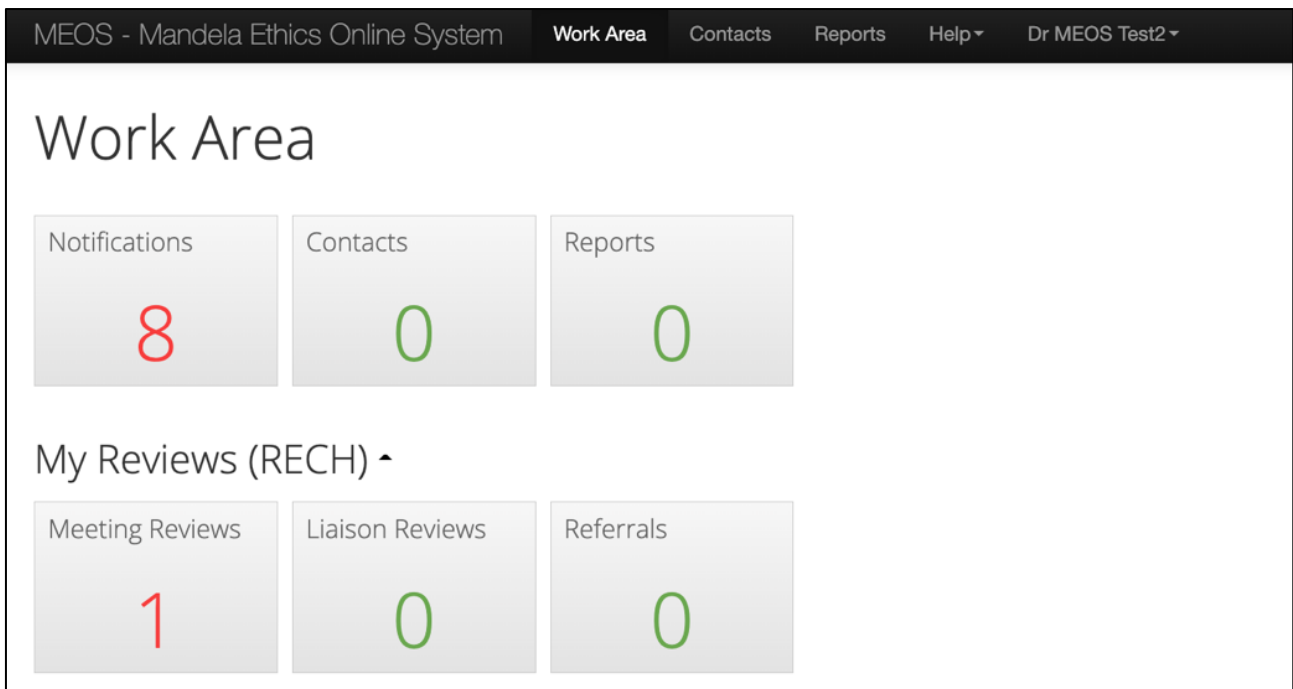 MEOS - Mandela Ethics Online System Work Area Contacts Reports Help Dr MEOS Test2
Work Area
Notifications Contacts Reports
8 0 0
My Reviews (RECH)
Meeting Reviews Liaison Reviews Referrals
1 0 0